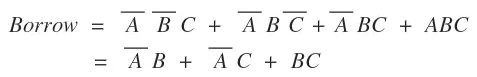 Borrow = A̅ B̅ C + A̅ B C̅ + A̅ BC + ABC
= A̅ B + A̅ C + BC